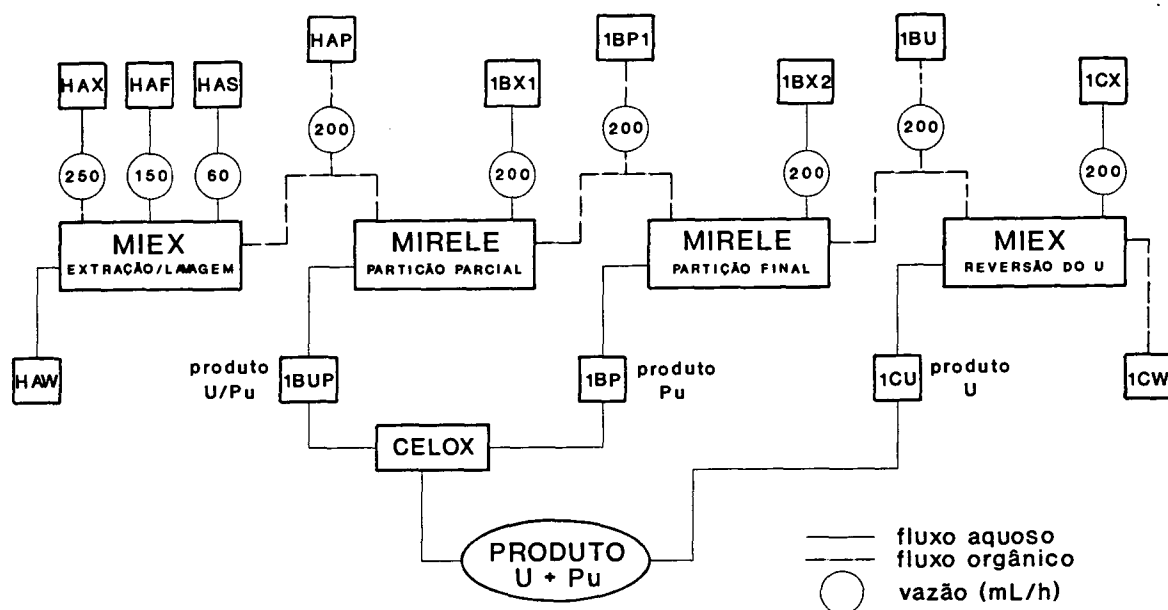 HAP
1BP1
1BU
HAX
HAF
HAS
1BX1
1BX2
1CX
200
200
200
250
150
60
200
200
200
MIEX
EXTRAÇÃO/LAVAGEM
MIRELE
PARTIÇÃO PARCIAL
MIRELE
PARTIÇÃO FINAL
MIEX
REVERSÃO DO U
HAW
produto
U/Pu
1BUP
1BP
produto
Pu
1CU
produto
U
1CW
CELOX
PRODUTO
U + Pu
fluxo aquoso
fluxo orgânico
vazão (mL/h)